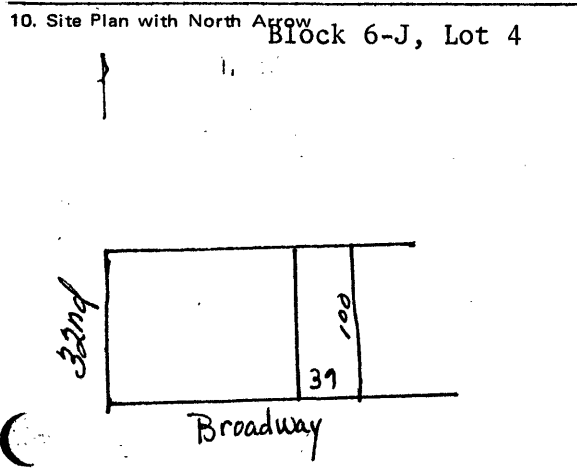 10. Site Plan with North Arrow
Block 6-J, Lot 4
32nd
100
39
Broadway